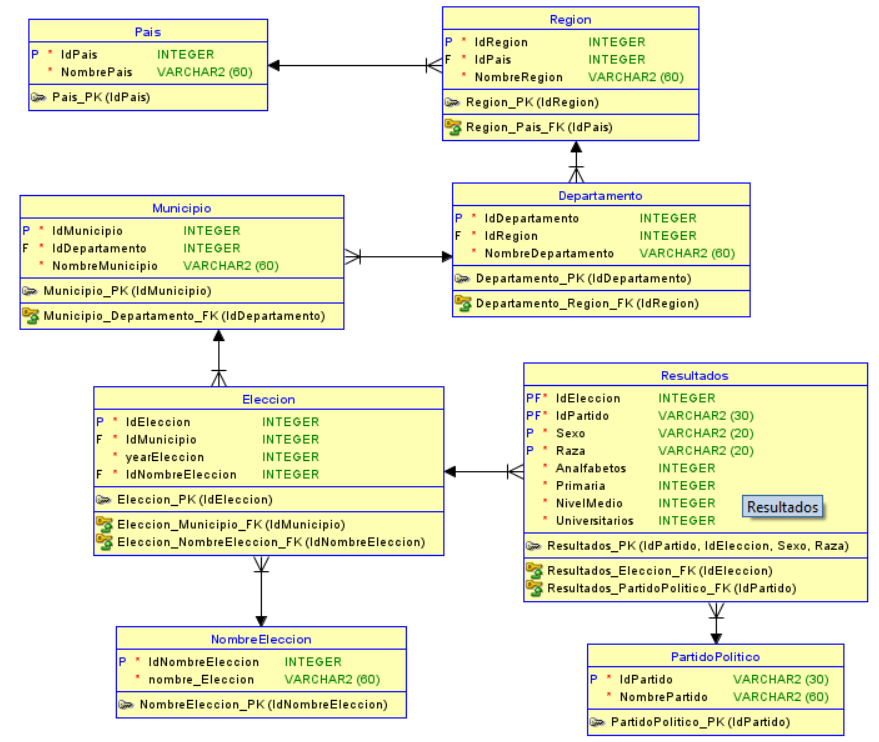 Pais
P * IdPais INTEGER
* NombrePais VARCHAR2 (60)
Pais_PK (IdPais)
Region
P * IdRegion INTEGER
F * IdPais INTEGER
* NombreRegion VARCHAR2 (60)
Region_PK (IdRegion)
Region_Pais_FK (IdPais)
Municipio
P * IdMunicipio INTEGER
F * IdDepartamento INTEGER
* NombreMunicipio VARCHAR2 (60)
Municipio_PK (IdMunicipio)
Municipio_Departamento_FK (IdDepartamento)
Departamento
P * IdDepartamento INTEGER
F * IdRegion INTEGER
* NombreDepartamento VARCHAR2 (60)
Departamento_PK (IdDepartamento)
Departamento_Region_FK (IdRegion)
Eleccion
P * IdEleccion INTEGER
F * IdMunicipio INTEGER
* yearEleccion INTEGER
F * IdNombreEleccion INTEGER
Eleccion_PK (IdEleccion)
Eleccion_Municipio_FK (IdMunicipio)
Eleccion_NombreEleccion_FK (IdNombreEleccion)
Resultados
PF* IdEleccion INTEGER
PF* IdPartido VARCHAR2 (30)
P * Sexo VARCHAR2 (20)
P * Raza VARCHAR2 (20)
* Analfabetos INTEGER
* Primaria INTEGER
* NivelMedio INTEGER
* Universitarios INTEGER
Resultados
Resultados_PK (IdPartido, IdEleccion, Sexo, Raza)
Resultados_Eleccion_FK (IdEleccion)
Resultados_PartidoPolitico_FK (IdPartido)
NombreEleccion
P * IdNombreEleccion INTEGER
* nombre_Eleccion VARCHAR2 (60)
NombreEleccion_PK (IdNombreEleccion)
PartidoPolitico
P * IdPartido VARCHAR2 (30)
* NombrePartido VARCHAR2 (60)
PartidoPolitico_PK (IdPartido)